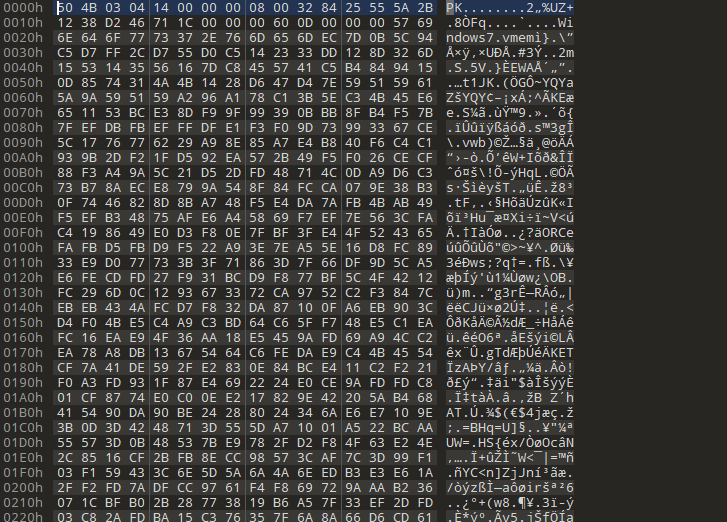 0000h 50 4B 03 04 14 00 00 00 08 00 32 84 25 55 5A 2B PK........2„%UZ+
0010h 12 38 D2 46 71 1C 00 00 00 60 0D 00 00 00 57 69 .8ÒFq....`....Wi
0020h 6E 64 6F 77 73 37 2E 76 6D 65 6D EC 7D 0B 5C 94 ndows7.vmemì}.\”
0030h C5 D7 FF 2C D7 55 D0 C5 14 23 33 DD 12 8D 32 6D Å×ÿ,×UÐÅ.#3Ý..2m
0040h 15 53 14 35 56 16 7D C8 45 57 41 C5 B4 84 94 15 .S.5V.}ÈEWAÅ´„”.
0050h 0D 85 74 31 4A 4B 14 28 D6 47 D4 7E 59 51 59 61 .…t1JK.(ÖGÔ~YQYa
0060h 5A 9A 59 51 59 A2 96 A1 78 C1 3B 5E C3 4B 45 E6 ZšYQY¢–¡xÁ;^ÃKEæ
0070h 65 11 53 BC E3 8D F9 9F 99 39 0B BB 8F B4 F5 7B e.S¼ã.ùŸ™9.».´õ{
0080h 7F EF DB FB EF FF DF E1 F3 F0 9D 73 99 33 67 CE .ïÛûïÿßáóð.s™3gÎ
0090h 5C 17 76 77 62 29 A9 8E 85 A7 E4 B8 40 F6 C4 C1 \.vwb)©Ž…§ä¸@öÄÁ
00A0h 94 9B 2D F2 1F D5 92 EA 57 2B 49 F5 F0 26 CE CF ”›-ò.Õ’êW+Iõð&ÎÏ
00B0h 88 F3 A4 9A 5C 21 D5 2D FD 48 71 4C 0D A9 D6 C3 ˆó¤š\!Õ-ýHqL.©ÖÃ
00C0h 73 B7 8A EC E8 79 9A 54 8F 84 FC CA 07 9E 38 B3 s·Šìèyš T.„üÊ.ž8³
00D0h 0F 74 46 82 8D 8B A7 48 F5 E4 DA 7A FB 4B AB 49 .tF‚.‹§HõäÚzûK«I
00E0h F5 EF B3 48 75 AF E6 A4 58 69 F7 EF 7E 56 3C FA õï³Hu¯æ¤Xi÷ï~V<ú
00F0h C4 19 86 49 E0 D3 F8 0E 7F BF 3F E4 4F 52 43 65 Ä.†IàÓø..¿?äORCe
0100h FA FB D5 FB D9 F5 22 A9 3E 7E A5 5E 16 D8 FC 89 úûÕûÙõ"©>~¥^.Øü‰
0110h 33 E9 D0 77 73 3B 3F 71 86 3D 7F 66 DF 9D 5C A5 3éÐws;?q†=.fß.\¥
0120h E6 FE CD FD 27 F9 31 BC D9 F8 77 BF 5C 4F 42 12 æþÍý'ù1¼Ùøw¿\OB.
0130h FC 29 6D 0C 12 93 67 33 72 CA 97 52 C2 F3 84 7C ü)m..“g3rÊ—RÂó„|
0140h EB EB 43 4A FC D7 F8 32 DA 87 10 0F A6 EB 90 3C ëëCJü×ø2Ú‡..¦ë.<
0150h D4 F0 4B E5 C4 A9 C3 BD 64 C6 5F F7 48 E5 C1 EA ÔðKåÄ©Ã½dÆ_÷HåÁê
0160h FC 16 EA E9 4F 36 AA 18 E5 45 9A FD 69 A9 4C C2 ü.êéO6ª.åEšýi©LÂ
0170h EA 78 A8 DB 13 67 54 64 C6 FE DA E9 C4 4B 45 54 êx¨Û.gTdÆþÚéÄKET
0180h CF 7A 41 DE 59 2F E2 83 0E 84 BC E4 11 C2 F2 21 ÏzAÞY/âƒ.„¼ä.Âò!
0190h F0 A3 FD 93 1F 87 E4 69 22 24 E0 CE 9A FD FD C8 ð£ý“.‡äi"$àÎšýýÈ
01A0h 01 CF 87 74 E0 C0 0E E2 17 82 9E 42 20 5A B4 68 .Ï‡tàÀ.â.‚žB Z´h
01B0h 41 54 90 DA 90 BE 24 28 80 24 34 6A E6 E7 10 9E AT.Ú.¾$(€$4jæç.ž
01C0h 3B 0D 3D 42 48 71 3D 55 5D A7 10 01 A5 22 BC AA ;.=BHq=U]§..¥"¼ª
01D0h 55 57 3D 0B 48 53 7B E9 78 2F D2 F8 4F 63 E2 4E UW=.HS{éx/ÒøOcâN
01E0h 2C 85 16 CF 2B FB 8E CC 98 57 3C AF 7C 3D 99 F1 ,….Ï+ûŽÌ˜W<¯|=™ñ
01F0h 03 F1 59 43 3C 6E 5D 5A 6A 4A 6E ED B3 E3 E6 1A .ñYC<n]ZjJní³ãæ.
0200h 2F F2 FD 7A DF CC 97 61 F4 F8 69 72 9A AA B2 36 /òýzßÌ—aôøiršª²6
0210h 07 1C BF B0 2B 28 77 38 19 B6 A5 7F 33 EF 2D FD ..¿°+(w8.¶¥.3ï-ý
0220h 03 C8 2A FD BA 15 C3 76 35 7F 6A 8A 66 D6 CD 61 .È*ýº.Ãv5.jŠfÖÍa